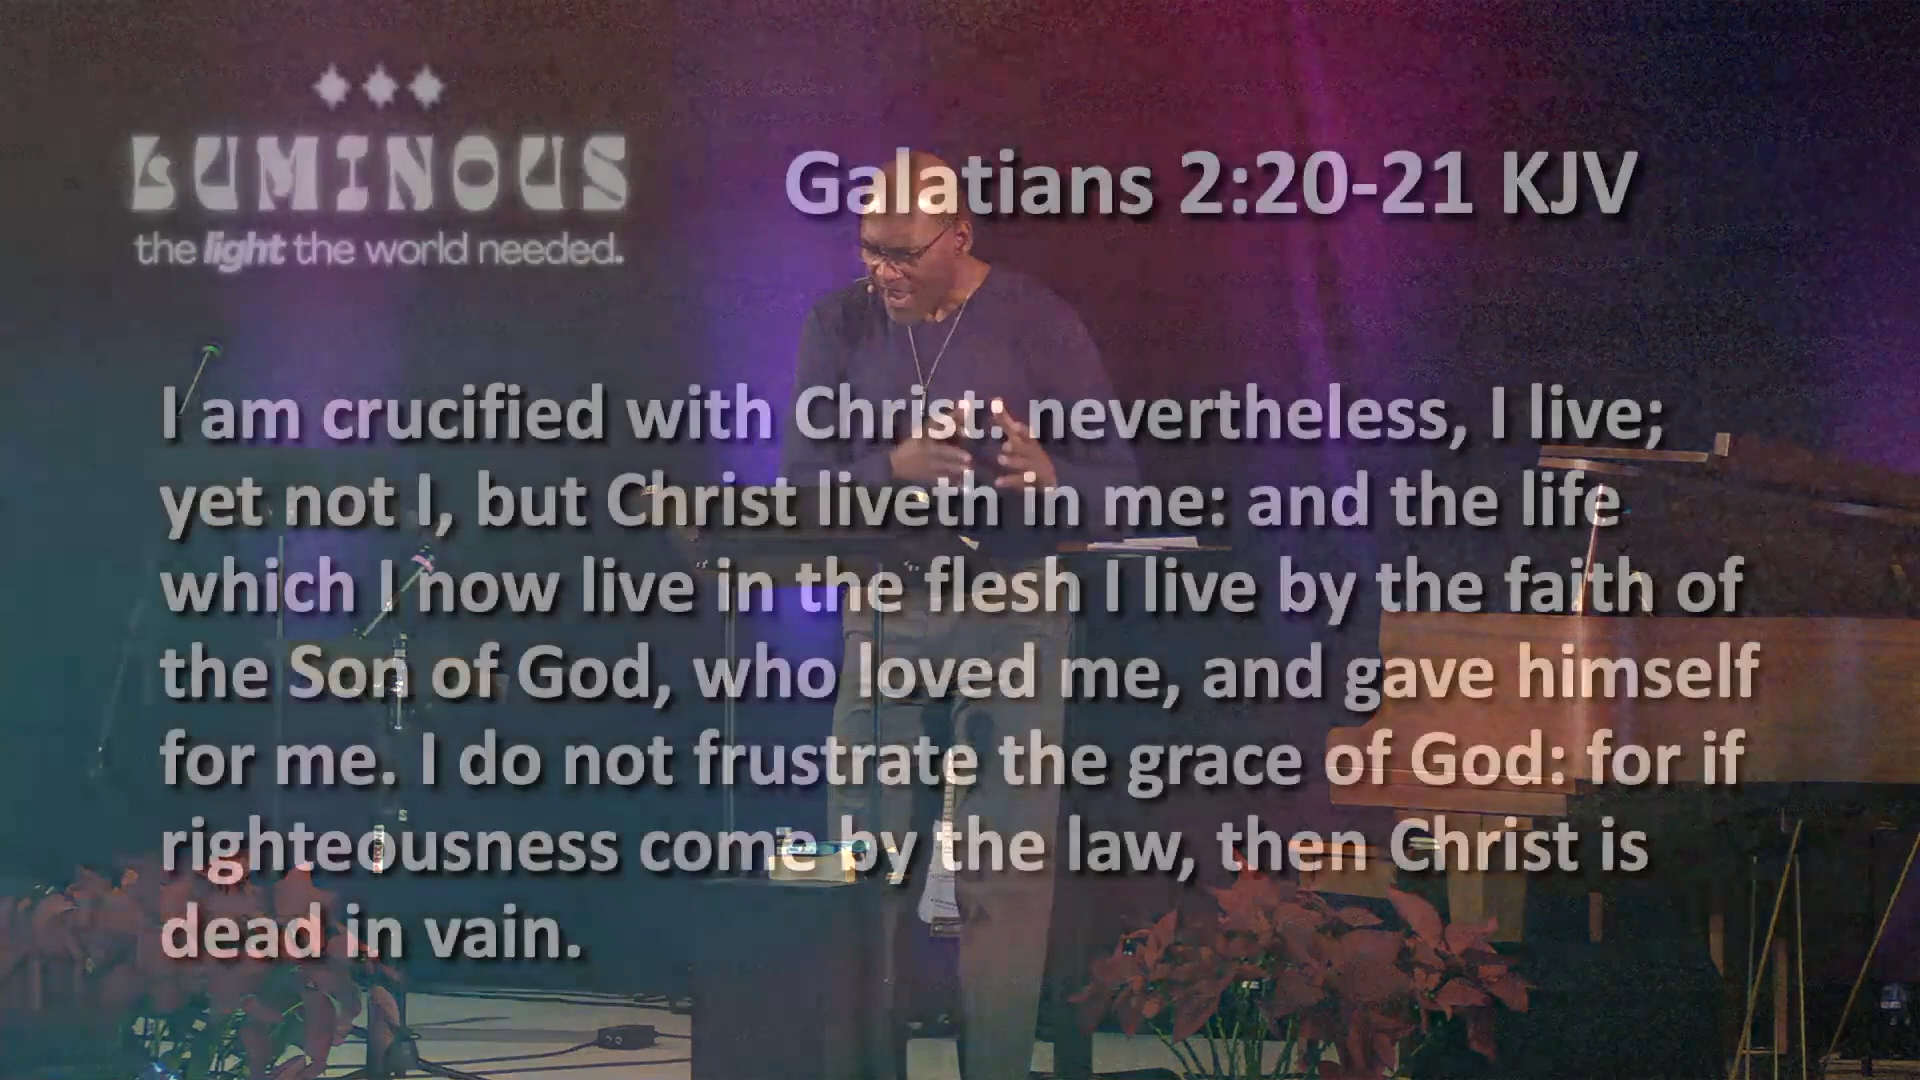 LUMINOUS
the light the world needed.
Galatians 2:20-21 KJV
I am crucified with Christ: nevertheless, I live;
yet not I, but Christ liveth in me: and the life
which I now live in the flesh I live by the faith of
the Son of God, who loved me, and gave himself
for me. I do not frustrate the grace of God: for if
righteousness come by the law, then Christ is
dead in vain.